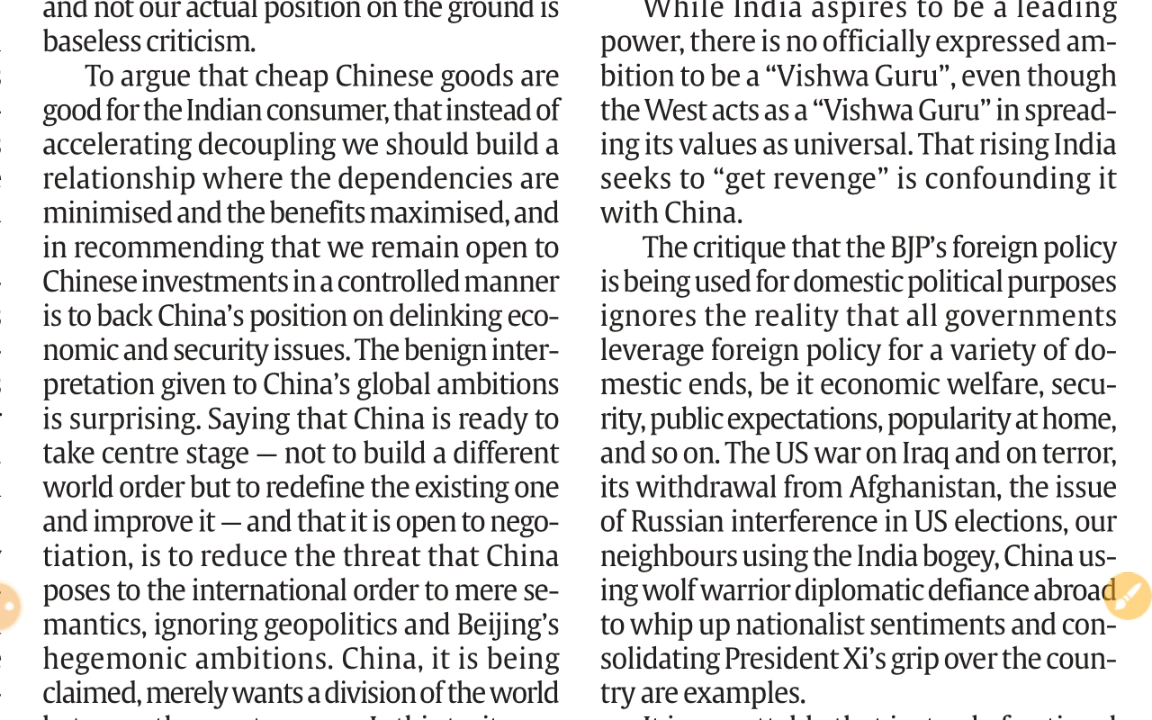 and not our actual position on the ground is
baseless criticism.
To argue that cheap Chinese goods are
good for the Indian consumer, that instead of
accelerating decoupling we should build a
relationship where the dependencies are
minimised and the benefits maximised, and
in recommending that we remain open to
Chinese investments in a controlled manner
is to back China’s position on delinking eco-
nomic and security issues. The benign inter-
pretation given to China’s global ambitions
is surprising. Saying that China is ready to
take centre stage — not to build a different
world order but to redefine the existing one
and improve it — and that it is open to nego-
tiation, is to reduce the threat that China
poses to the international order to mere se-
mantics, ignoring geopolitics and Beijing’s
hegemonic ambitions. China, it is being
claimed, merely wants a division of the world
While India aspires to be a leading
power, there is no officially expressed am-
bition to be a “Vishwa Guru”, even though
the West acts as a “Vishwa Guru” in spread-
ing its values as universal. That rising India
seeks to “get revenge” is confounding it
with China.
The critique that the BJP’s foreign policy
is being used for domestic political purposes
ignores the reality that all governments
leverage foreign policy for a variety of do-
mestic ends, be it economic welfare, secu-
rity, public expectations, popularity at home,
and so on. The US war on Iraq and on terror,
its withdrawal from Afghanistan, the issue
of Russian interference in US elections, our
neighbours using the India bogey, China us-
ing wolf warrior diplomatic defiance abroad
to whip up nationalist sentiments and con-
solidating President Xi’s grip over the coun-
try are examples.